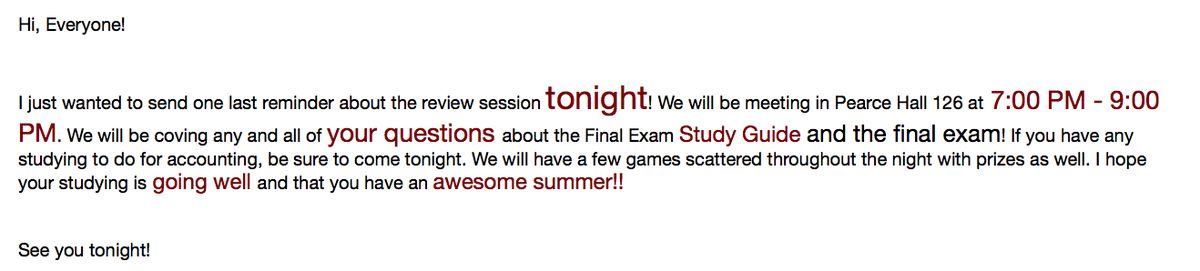 Hi, Everyone!
I just wanted to send one last reminder about the review session tonight! We will be meeting in Pearce Hall 126 at 7:00 PM - 9:00
PM. We will be coving any and all of your questions about the Final Exam Study Guide and the final exam! If you have any
studying to do for accounting, be sure to come tonight. We will have a few games scattered throughout the night with prizes as well. I hope
your studying is going well and that you have an awesome summer!!
See you tonight!